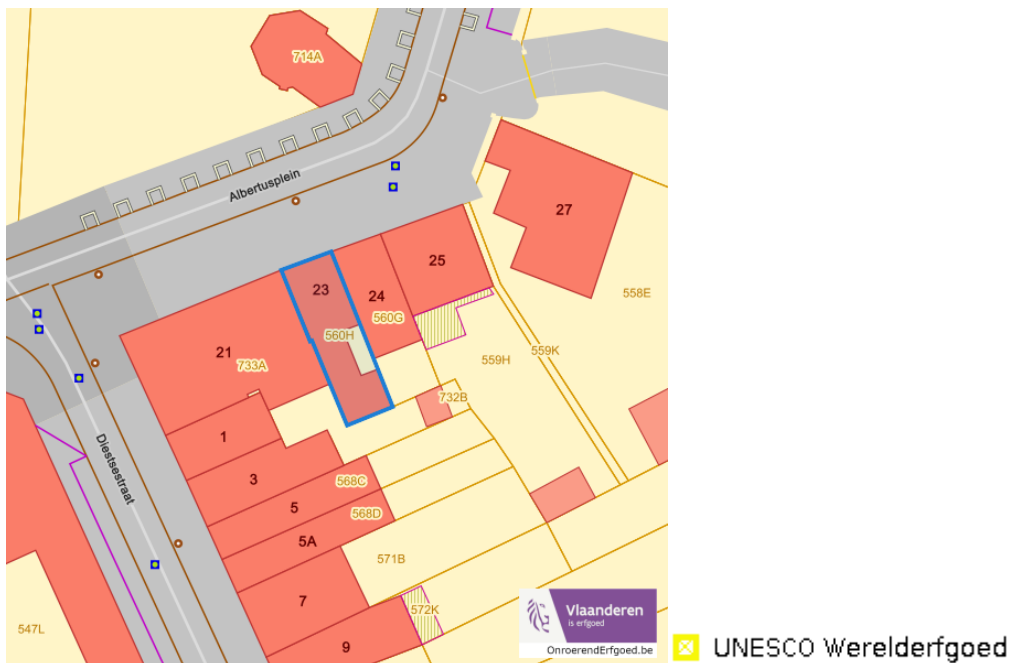 714A
Albertusplein
27
25
558E
23
24
560G
560H
559K
559H
21
733A
732B
1
3
568C
5
568D
5A
Diestsestraat
571B
7
572K
547L
9
Vlaanderen
is erfgoed
OnroerendErfgoed.be
UNESCO Werelderfgoed